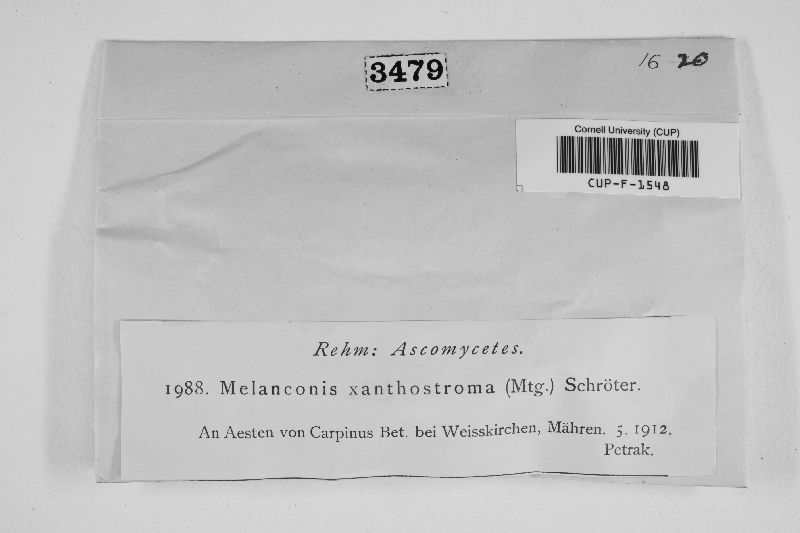 3479
16-20
Cornell University (CUP)
CUP-F-1548
Rehm: Ascomycetes.
1988. Melanconis xanthostroma (Mtg.) Schröter.
An Aesten von Carpinus Bet. bei Weisskirchen, Mähren. 5. 1912.
Petrak.